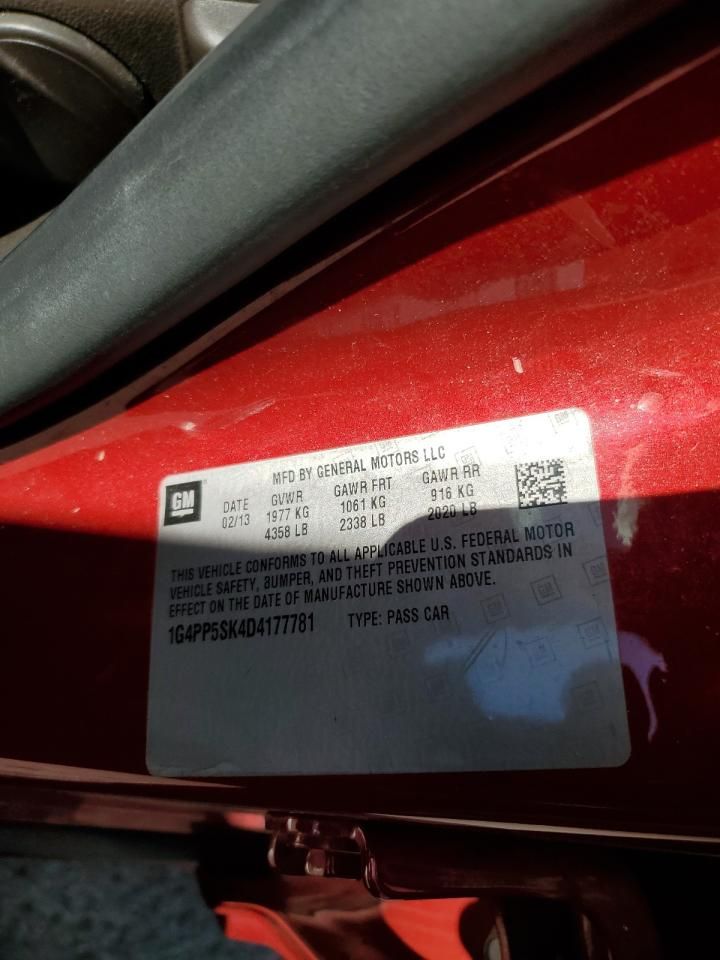 MFD BY GENERAL MOTORS LLC
GM
DATE GVWR GAWR FRT GAWR RR
02/13 1977 KG 1061 KG 916 KG
4358 LB 2338 LB 2020 LB
THIS VEHICLE CONFORMS TO ALL APPLICABLE U.S. FEDERAL MOTOR
VEHICLE SAFETY, BUMPER, AND THEFT PREVENTION STANDARDS IN
EFFECT ON THE DATE OF MANUFACTURE SHOWN ABOVE.
1G4PP5SK4D4177781 TYPE: PASS CAR